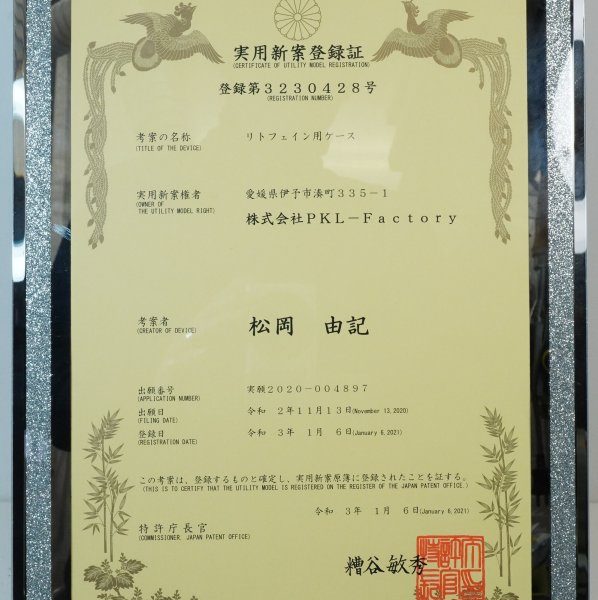 実用新案登録証
(CERTIFICATE OF UTILITY MODEL REGISTRATION)
登録第3230428号
(REGISTRATION NUMBER)
考案の名称 リトフェイン用ケース
(TITLE OF THE DEVICE)
実用新案権者 愛媛県伊予市湊町335-1
(OWNER OF
THE UTILITY MODEL RIGHT)
株式会社PKL-Factory
考案者 松岡 由記
(CREATOR OF DEVICE)
出願番号 実願2020-004897
(APPLICATION NUMBER)
出願日 令和 2年11月13日(November 13,2020)
(FILING DATE)
登録日 令和 3年 1月 6日(January 6,2021)
(REGISTRATION DATE)
この考案は、登録するものと確定し、実用新案原簿に登録されたことを証する。
(THIS IS TO CERTIFY THAT THE UTILITY MODEL IS REGISTERED ON THE REGISTER OF THE JAPAN PATENT OFFICE.)
令和 3年 1月 6日(January 6,2021)
特許庁長官
(COMMISSIONER, JAPAN PATENT OFFICE)
糟谷敏秀